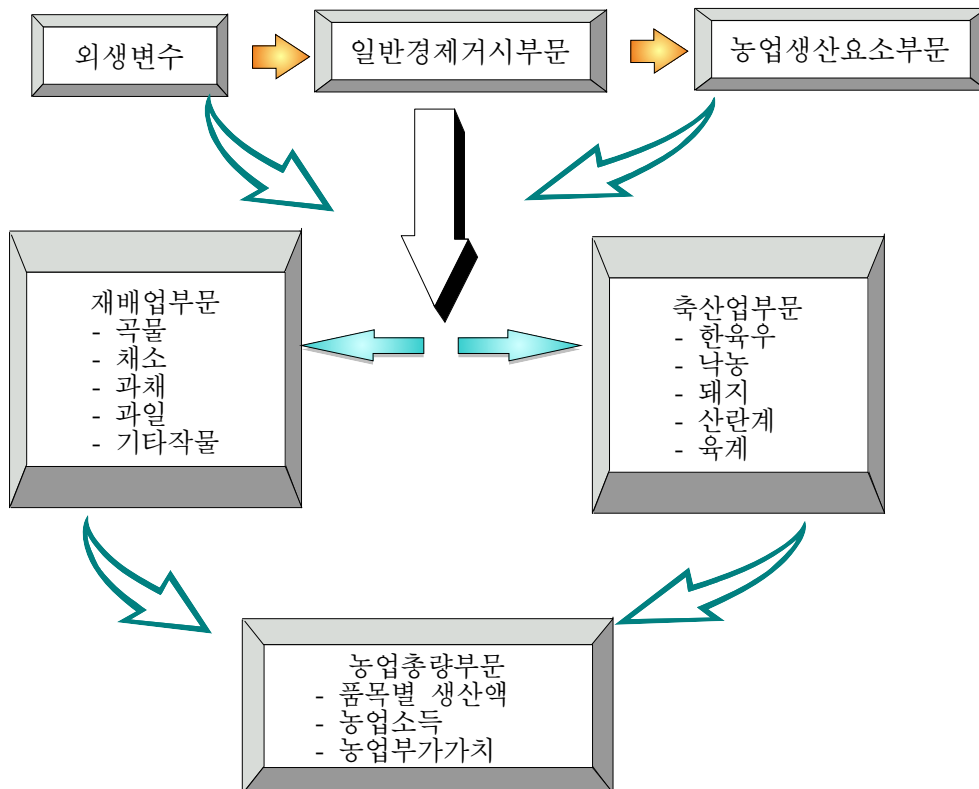 외생변수
일반경제거시부문
농업생산요소부문
재배업부문
- 곡물
- 채소
- 과채
- 과일
- 기타작물
축산업부문
- 한육우
- 낙농
- 돼지
- 산란계
- 육계
농업총량부문
- 품목별 생산액
- 농업소득
- 농업부가가치